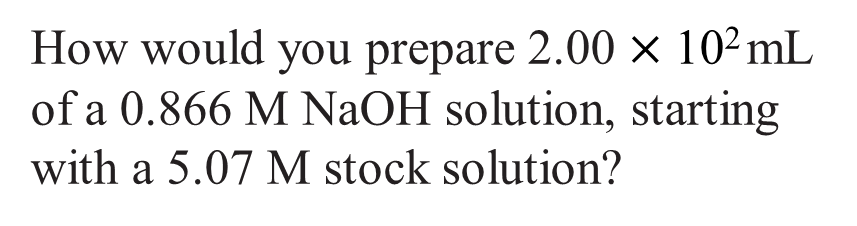 How would you prepare 2.00 × 10² mL
of a 0.866 M NaOH solution, starting
with a 5.07 M stock solution?